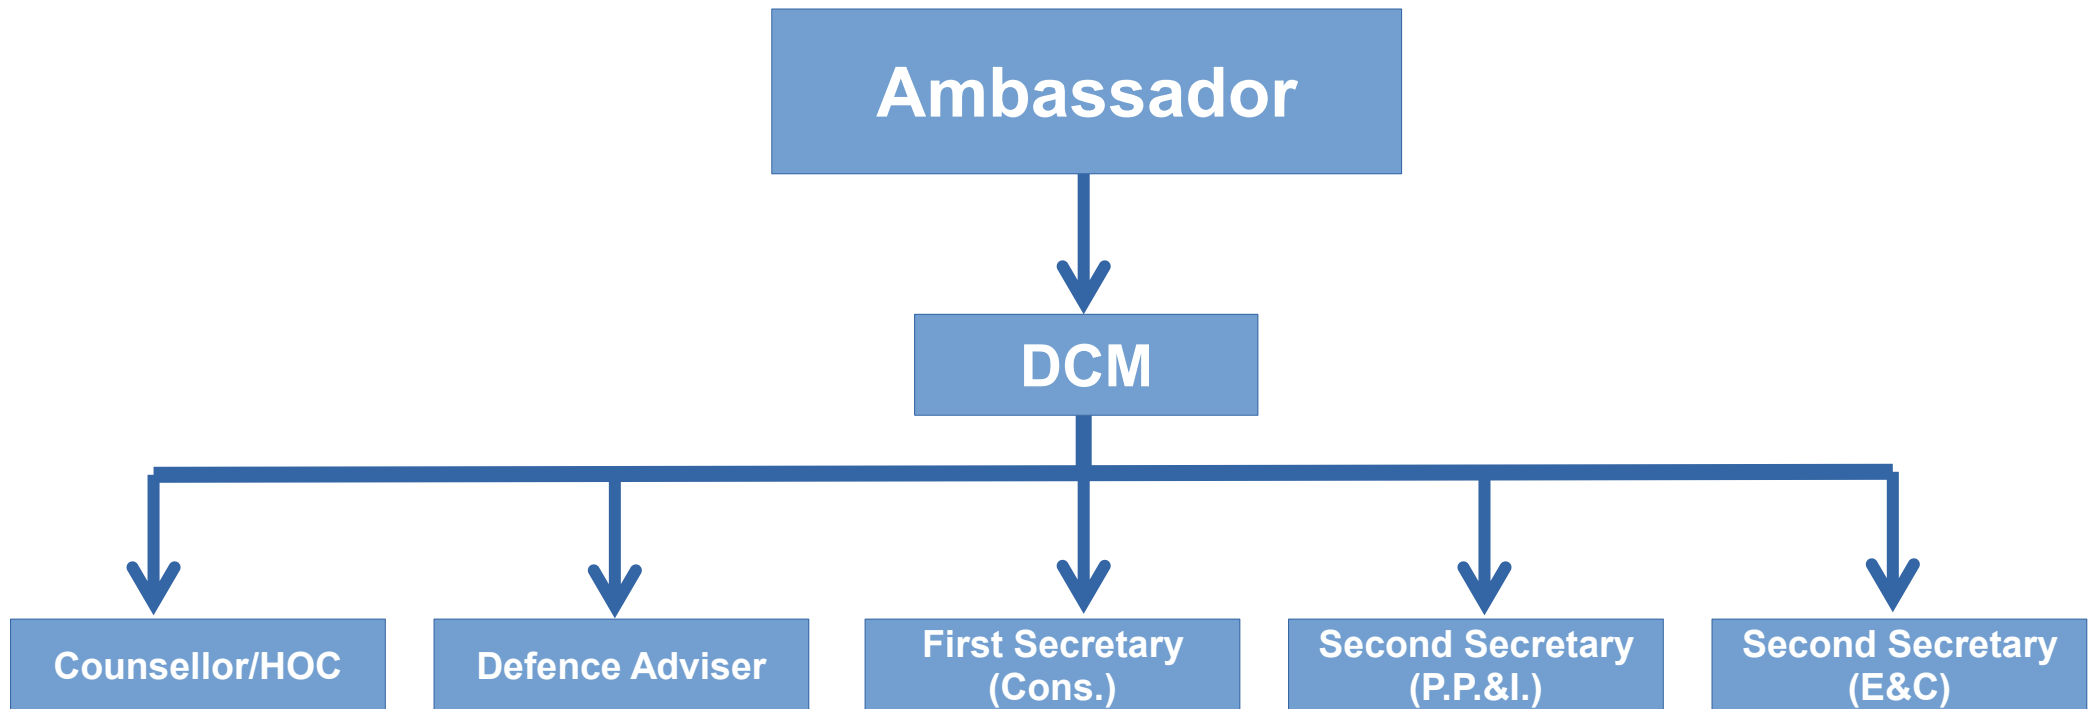 Ambassador
DCM
Counsellor/HOC
Defence Adviser
First Secretary
(Cons.)
Second Secretary
(P.P.&I.)
Second Secretary
(E&C)